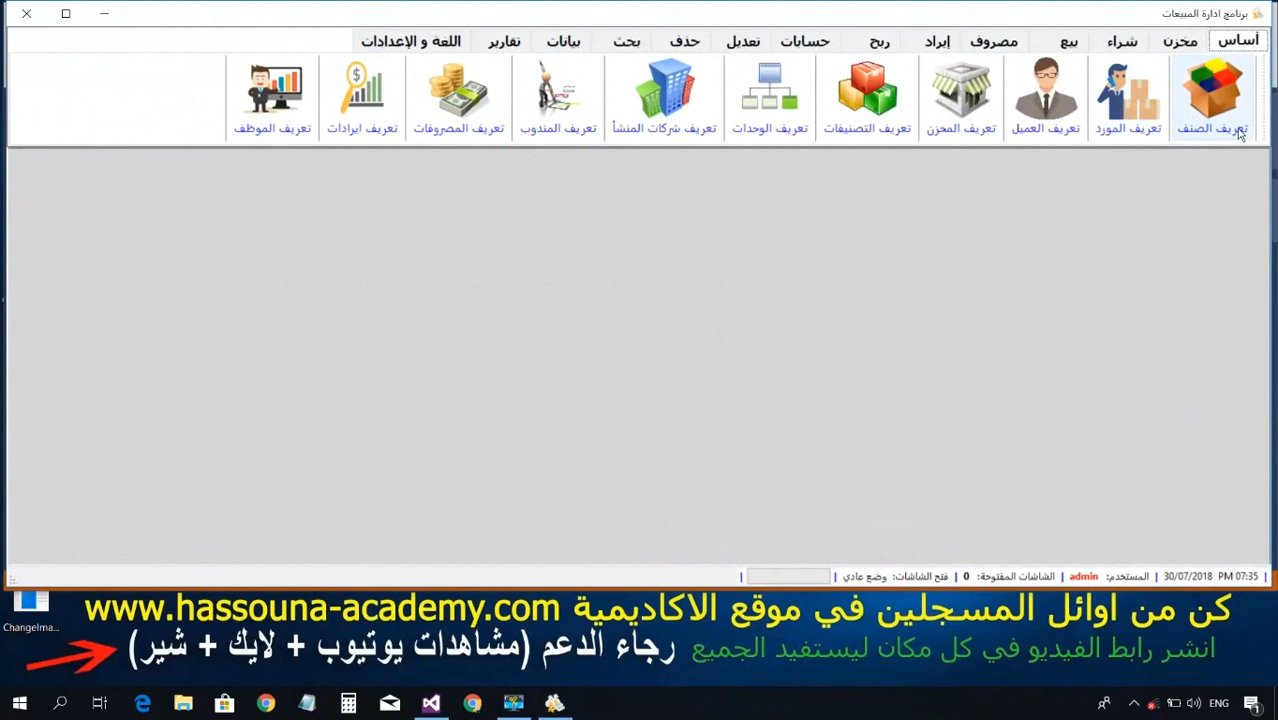 برنامج ادارة المبيعات
أساس مخزن شراء بيع مصروف إيراد ربح حسابات تعديل حذف بحث بيانات تقارير اللغة و الإعدادات
تعريف الصنف تعريف المورد تعريف العميل تعريف المخزن تعريف التصنيفات تعريف الوحدات تعريف شركات المنشأ تعريف المندوب تعريف المصروفات تعريف ايرادات تعريف الموظف
30/07/2018 PM 07:35 | المستخدم: admin | الشاشات المفتوحة: 0 | فتح الشاشات: وضع عادي
كن من اوائل المسجلين في موقع الاكاديمية www.hassouna-academy.com
انشر رابط الفيديو في كل مكان ليستفيد الجميع رجاء الدعم (مشاهدات يوتيوب + لايك + شير)
ChangeIma...
ENG
1